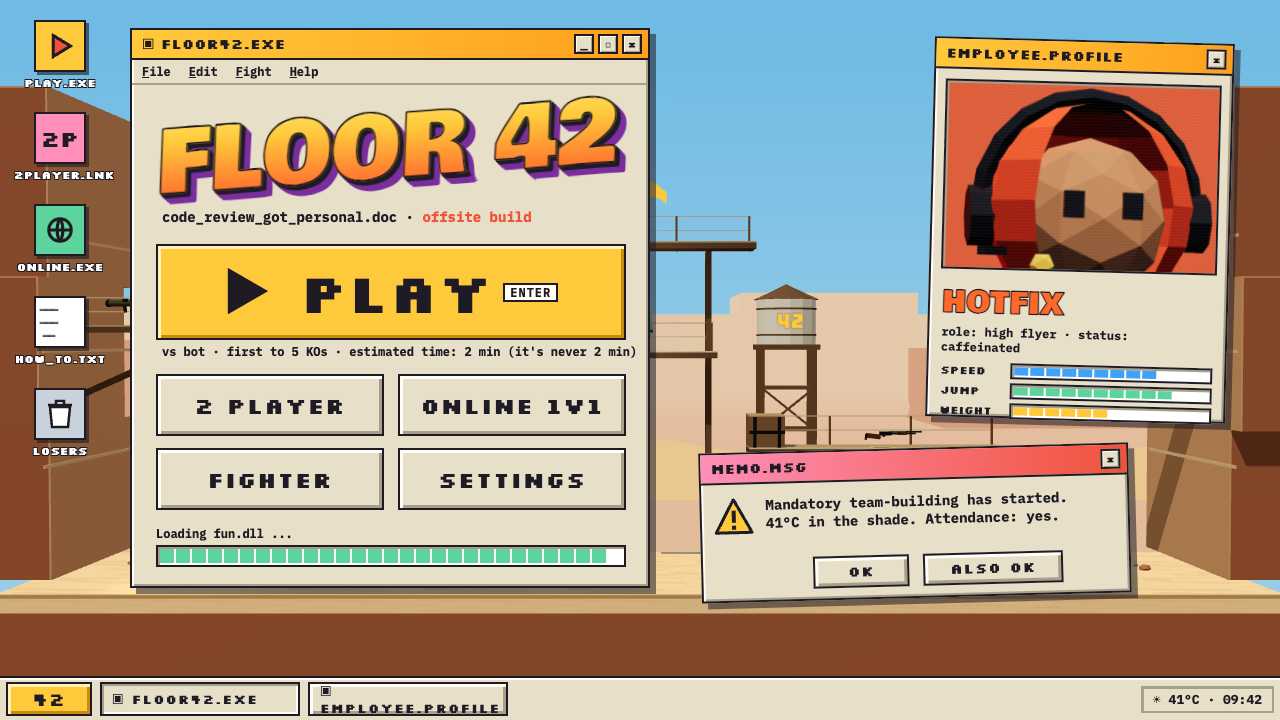 PLAY.EXE
2P
2PLAYER.LNK
ONLINE.EXE
HOW_TO.TXT
LOSERS
FLOOR42.EXE
File Edit Fight Help
FLOOR 42
code_review_got_personal.doc · offsite build
PLAY ENTER
vs bot · first to 5 KOs · estimated time: 2 min (it's never 2 min)
2 PLAYER
ONLINE 1V1
FIGHTER
SETTINGS
Loading fun.dll ...
42
EMPLOYEE.PROFILE
HOTFIX
role: high flyer · status:
caffeinated
SPEED
JUMP
WEIGHT
MEMO.MSG
Mandatory team-building has started.
41°C in the shade. Attendance: yes.
OK
ALSO OK
42
FLOOR42.EXE
EMPLOYEE.PROFILE
☀ 41°C · 09:42